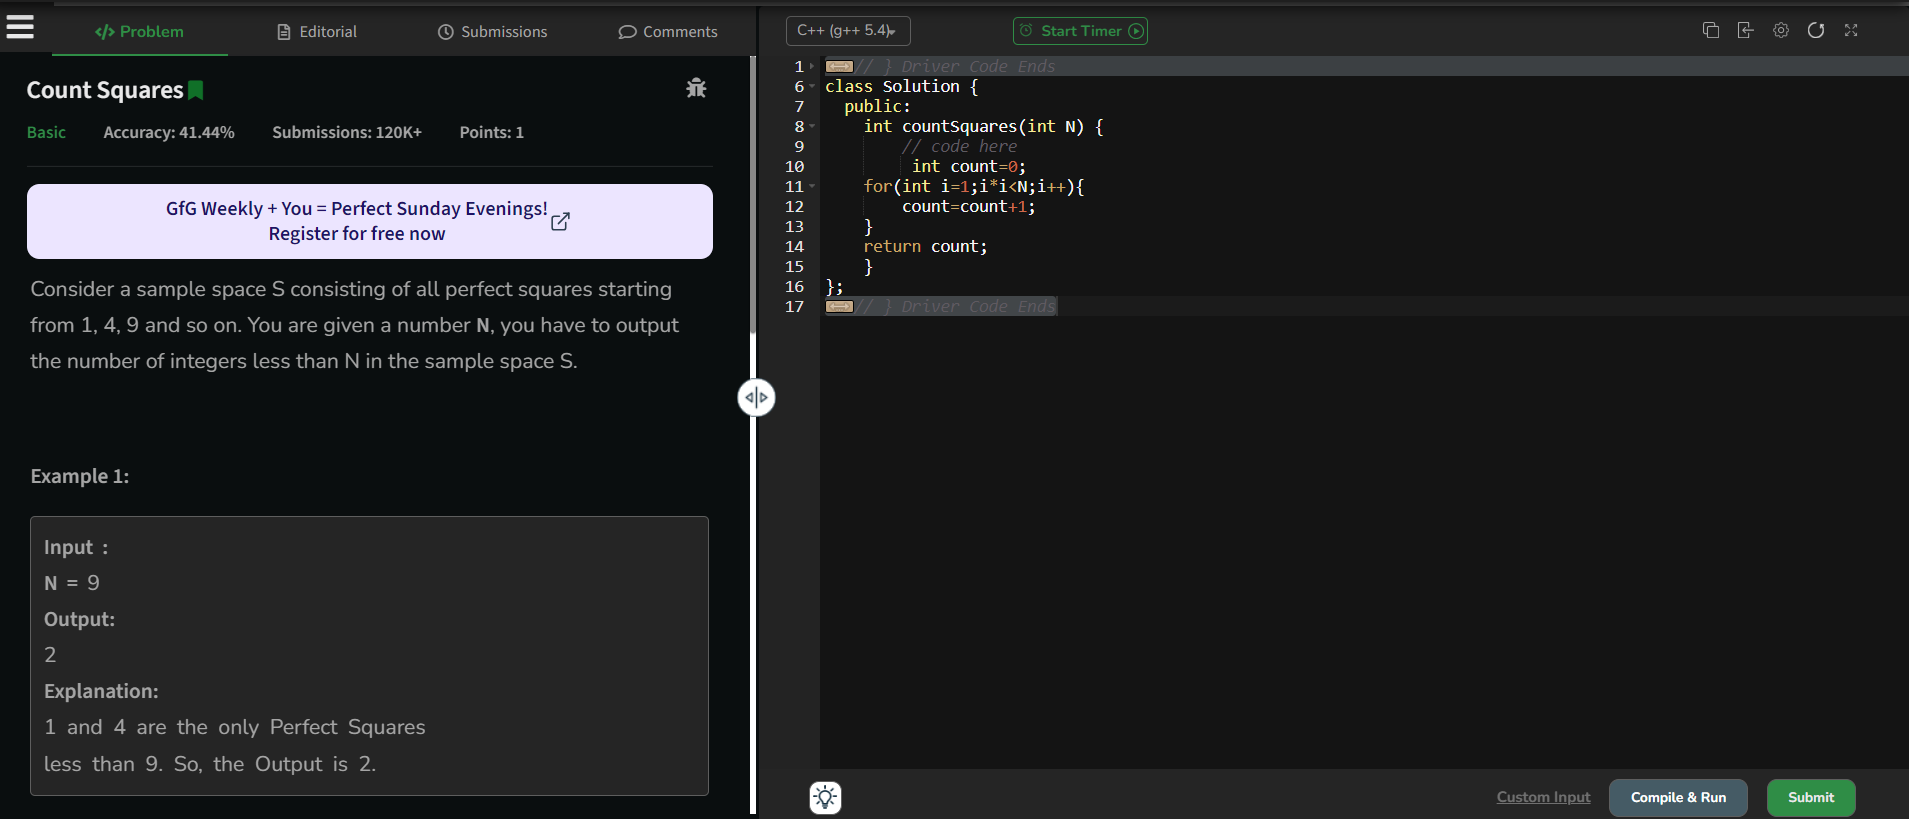 </> Problem
Editorial
Submissions
Comments
Count Squares
Basic Accuracy: 41.44% Submissions: 120K+ Points: 1
GfG Weekly + You = Perfect Sunday Evenings!
Register for free now
Consider a sample space S consisting of all perfect squares starting
from 1, 4, 9 and so on. You are given a number N, you have to output
the number of integers less than N in the sample space S.
Example 1:
Input :
N = 9
Output:
2
Explanation:
1 and 4 are the only Perfect Squares
less than 9. So, the Output is 2.
C++ (g++ 5.4)
Start Timer
1 // } Driver Code Ends
6 class Solution {
7 public:
8 int countSquares(int N) {
9 // code here
10 int count=0;
11 for(int i=1;i*i<N;i++){
12 count=count+1;
13 }
14 return count;
15 }
16 };
17 // } Driver Code Ends
Custom Input
Compile & Run
Submit